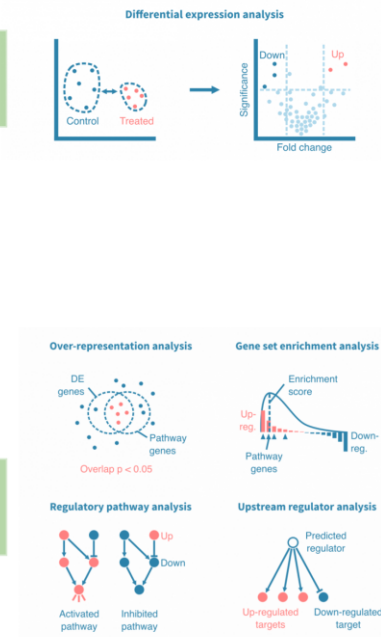 Differential expression analysis
Down
Up
Significance
Control
Treated
Fold change
Over-representation analysis
Gene set enrichment analysis
DE
genes
Enrichment
score
Up-
reg.
Pathway
genes
Down-
reg.
Pathway
genes
Overlap p < 0.05
Regulatory pathway analysis
Upstream regulator analysis
Up
Down
Predicted
regulator
Activated
pathway
Inhibited
pathway
Up-regulated
targets
Down-regulated
target